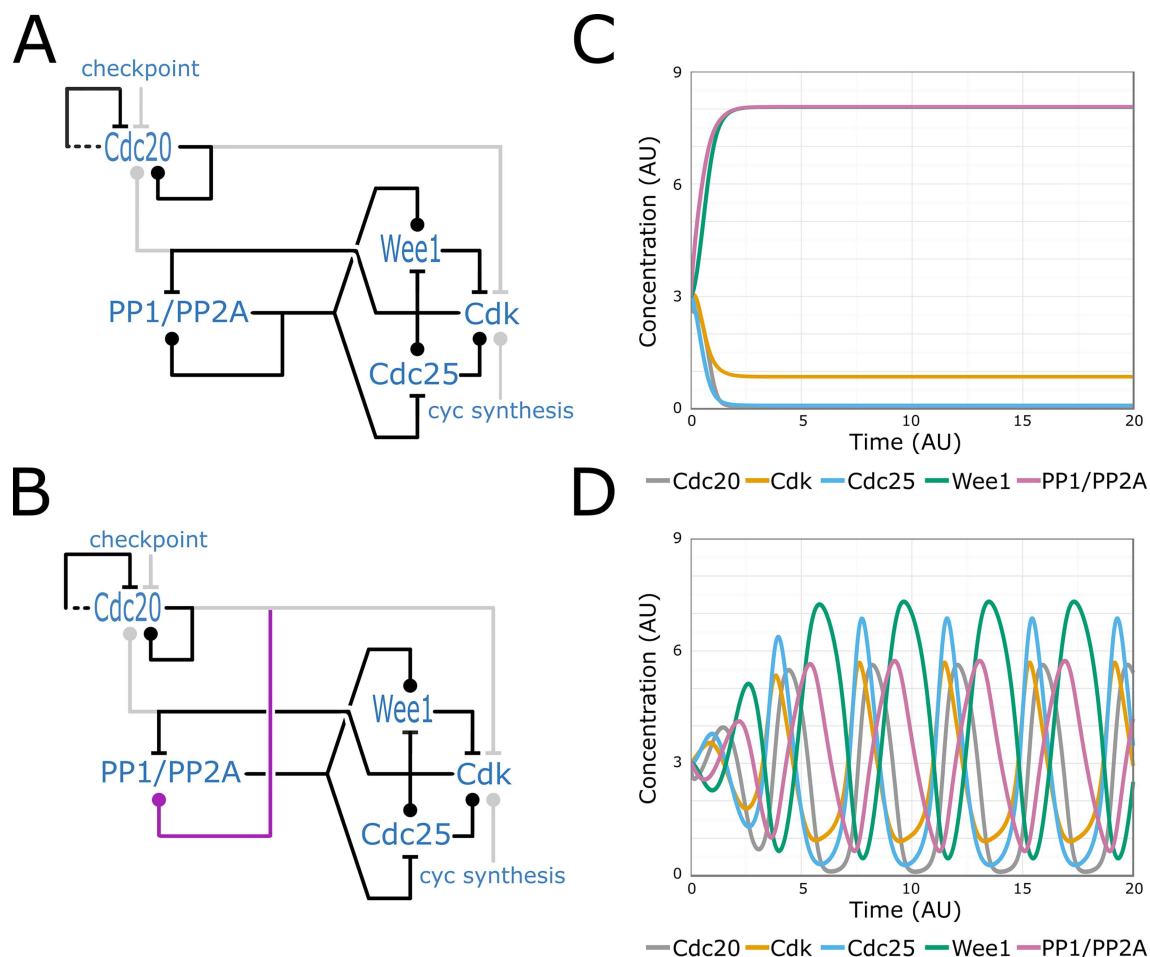 A
checkpoint
Cdc20
Wee1
PP1/PP2A
Cdk
Cdc25
cyc synthesis
B
checkpoint
Cdc20
Wee1
PP1/PP2A
Cdk
Cdc25
cyc synthesis
C
Concentration (AU)
9
6
3
0
0 5 10 15 20
Time (AU)
Cdc20 Cdk Cdc25 Wee1 PP1/PP2A
D
Concentration (AU)
9
6
3
0
0 5 10 15 20
Time (AU)
Cdc20 Cdk Cdc25 Wee1 PP1/PP2A